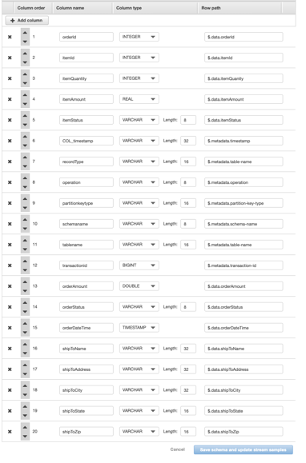 Column order Column name Column type Row path
+ Add column
✖ 1 orderId INTEGER $.data.orderId
✖ 2 itemId INTEGER $.data.itemId
✖ 3 itemQuantity INTEGER $.data.itemQuantity
✖ 4 itemAmount REAL $.data.itemAmount
✖ 5 itemStatus VARCHAR Length: 8 $.data.itemStatus
✖ 6 COL_timestamp VARCHAR Length: 32 $.metadata.timestamp
✖ 7 recordType VARCHAR Length: 16 $.metadata.table-name
✖ 8 operation VARCHAR Length: 16 $.metadata.operation
✖ 9 partitionkeytype VARCHAR Length: 16 $.metadata.partition-key-type
✖ 10 schemaname VARCHAR Length: 16 $.metadata.schema-name
✖ 11 tablename VARCHAR Length: 16 $.metadata.table-name
✖ 12 transactionid BIGINT $.metadata.transaction-id
✖ 13 orderAmount DOUBLE $.data.orderAmount
✖ 14 orderStatus VARCHAR Length: 8 $.data.orderStatus
✖ 15 orderDateTime TIMESTAMP $.data.orderDateTime
✖ 16 shipToName VARCHAR Length: 32 $.data.shipToName
✖ 17 shipToAddress VARCHAR Length: 32 $.data.shipToAddress
✖ 18 shipToCity VARCHAR Length: 32 $.data.shipToCity
✖ 19 shipToState VARCHAR Length: 16 $.data.shipToState
✖ 20 shipToZip VARCHAR Length: 16 $.data.shipToZip
Cancel Save schema and update stream samples